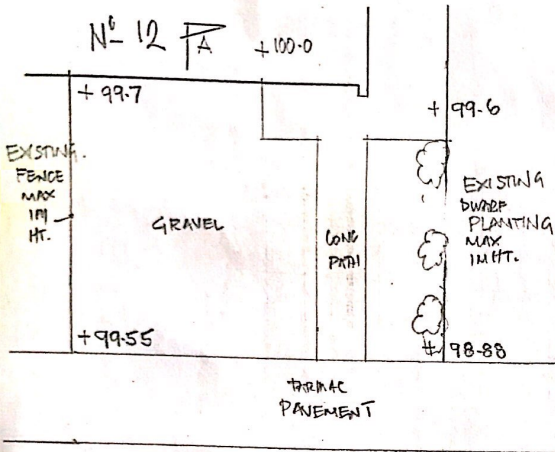 Nº 12 A
+ 100.0
+ 99.7
+ 99.6
EXISTING.
FENCE
MAX
1M
HT.
GRAVEL
CONC
PATH
EXISTING
DWARF
PLANTING
MAX
1M HT.
+ 99.55
+ 98.88
TARMAC
PAVEMENT